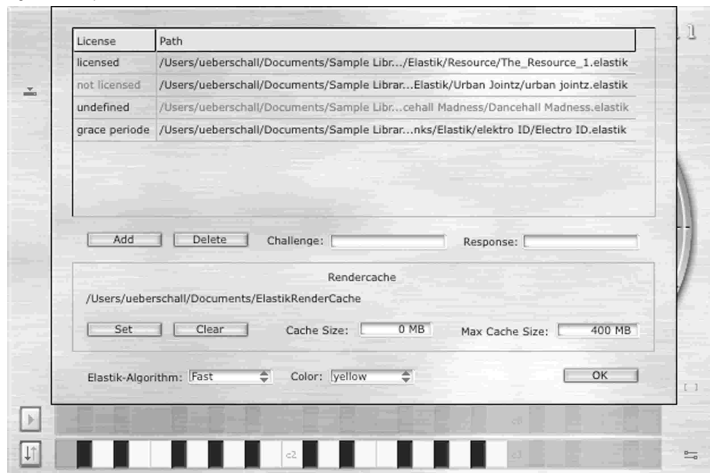 License Path
licensed /Users/ueberschall/Documents/Sample Libr.../Elastik/Resource/The_Resource_1.elastik
not licensed /Users/ueberschall/Documents/Sample Librar...Elastik/Urban Jointz/urban jointz.elastik
undefined /Users/ueberschall/Documents/Sample Libr...cehall Madness/Dancehall Madness.elastik
grace periode /Users/ueberschall/Documents/Sample Librar...nks/Elastik/elektro ID/Electro ID.elastik
Add Delete Challenge: Response:
Rendercache
/Users/ueberschall/Documents/ElastikRenderCache
Set Clear Cache Size: 0 MB Max Cache Size: 400 MB
Elastik-Algorithm: Fast Color: yellow OK
c2 c3